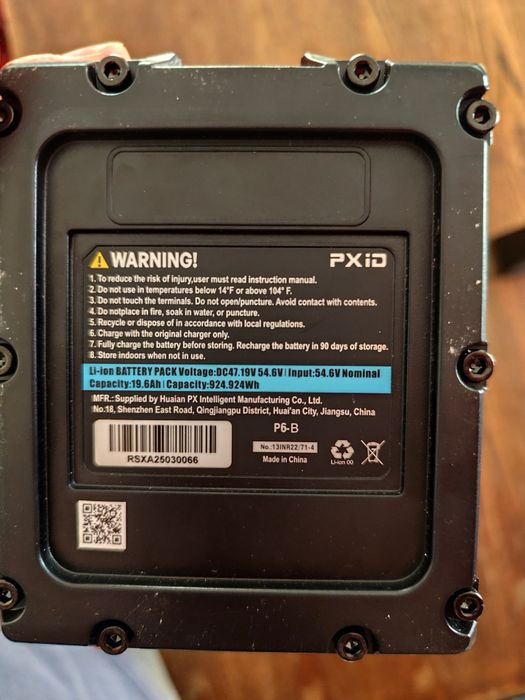 WARNING!
PXiD
1. To reduce the risk of injury,user must read instruction manual.
2. Do not use in temperatures below 14°F or above 104° F.
3. Do not touch the terminals. Do not open/puncture. Avoid contact with contents.
4. Do notplace in fire, soak in water, or puncture.
5. Recycle or dispose of in accordance with local regulations.
6. Charge with the original charger only.
7. Fully charge the battery before storing. Recharge the battery in 90 days of storage.
8. Store indoors when not in use.
Li-ion BATTERY PACK Voltage:DC47.19V 54.6V | Input:54.6V Nominal
Capacity:19.6Ah | Capacity:924.924Wh
MFR.:Supplied by Huaian PX Intelligent Manufacturing Co., Ltd.
No.18, Shenzhen East Road, Qingjiangpu District, Huai'an City, Jiangsu, China
P6-B
RSXA25030066
No.:13INR22/71-4
Made in China
Li-ion 00